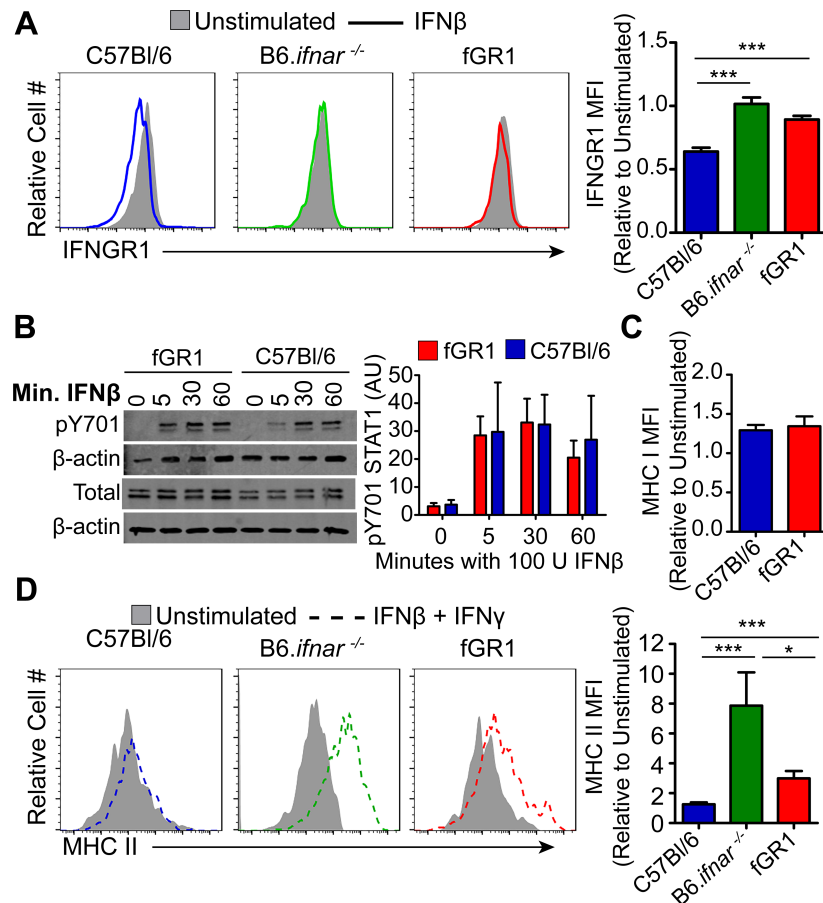 A
Unstimulated — IFNβ
C57Bl/6 B6.ifnar -/- fGR1
Relative Cell #
IFNGR1
IFNGR1 MFI
(Relative to Unstimulated)
1.5
1.0
0.5
0.0
***
***
C57Bl/6
B6.ifnar -/-
fGR1
B
fGR1 C57Bl/6
Min. IFNβ 0 5 30 60 0 5 30 60
pY701
β-actin
Total
β-actin
fGR1 C57Bl/6
pY701 STAT1 (AU)
50
40
30
20
10
0
0 5 30 60
Minutes with 100 U IFNβ
C
MHC I MFI
(Relative to Unstimulated)
2.0
1.5
1.0
0.5
0.0
C57Bl/6
fGR1
D
Unstimulated --- IFNβ + IFNγ
C57Bl/6 B6.ifnar -/- fGR1
Relative Cell #
MHC II
MHC II MFI
(Relative to Unstimulated)
12
10
8
6
4
2
0
***
*** *
C57Bl/6
B6.ifnar -/-
fGR1